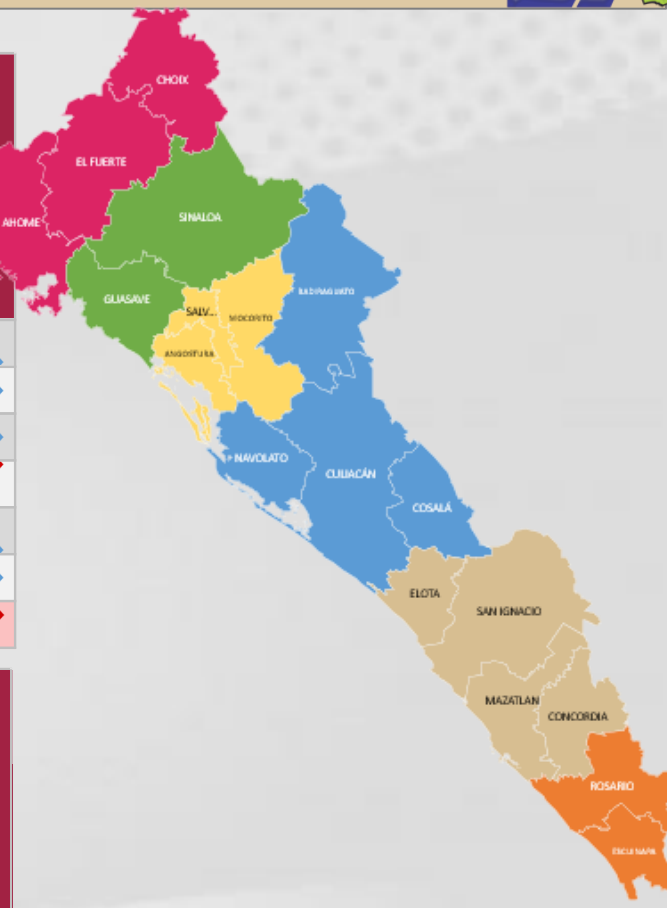 CHOIX
EL FUERTE
AHOME
SINALOA
GUASAVE
BADIRAGUATO
SALV...
MOCORITO
ANGOSTURA
NAVOLATO
CULIACÁN
COSALÁ
ELOTA
SAN IGNACIO
MAZATLAN
CONCORDIA
ROSARIO
ESCUINAPA